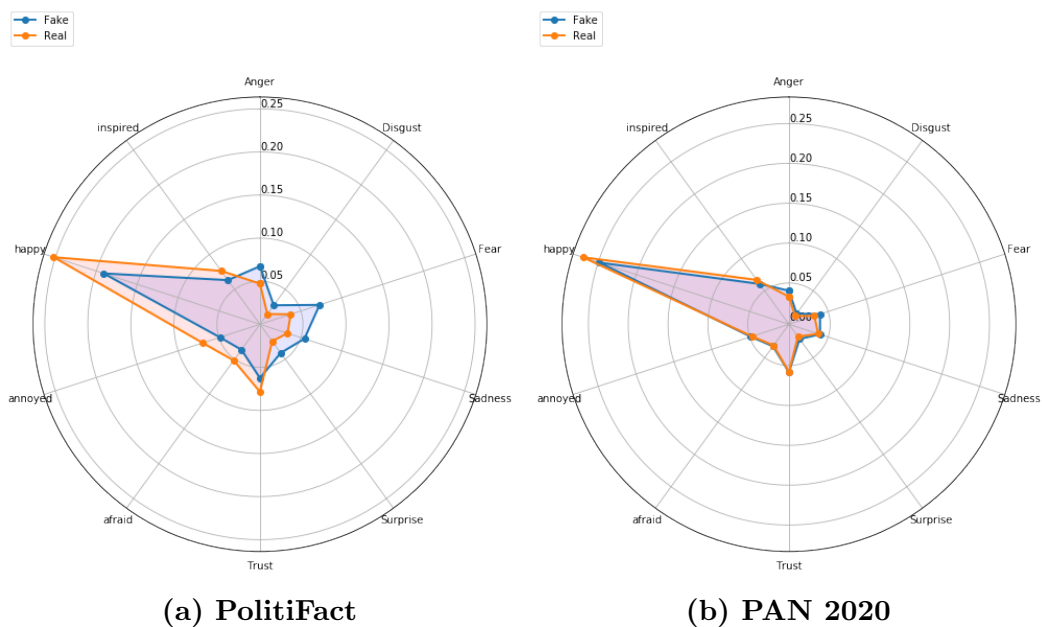 Fake
Real
Anger
Disgust
Fear
Sadness
Surprise
Trust
afraid
annoyed
happy
inspired
0.05
0.10
0.15
0.20
0.25
(a) PolitiFact
Fake
Real
Anger
Disgust
Fear
Sadness
Surprise
Trust
afraid
annoyed
happy
inspired
0.00
0.05
0.10
0.15
0.20
0.25
(b) PAN 2020